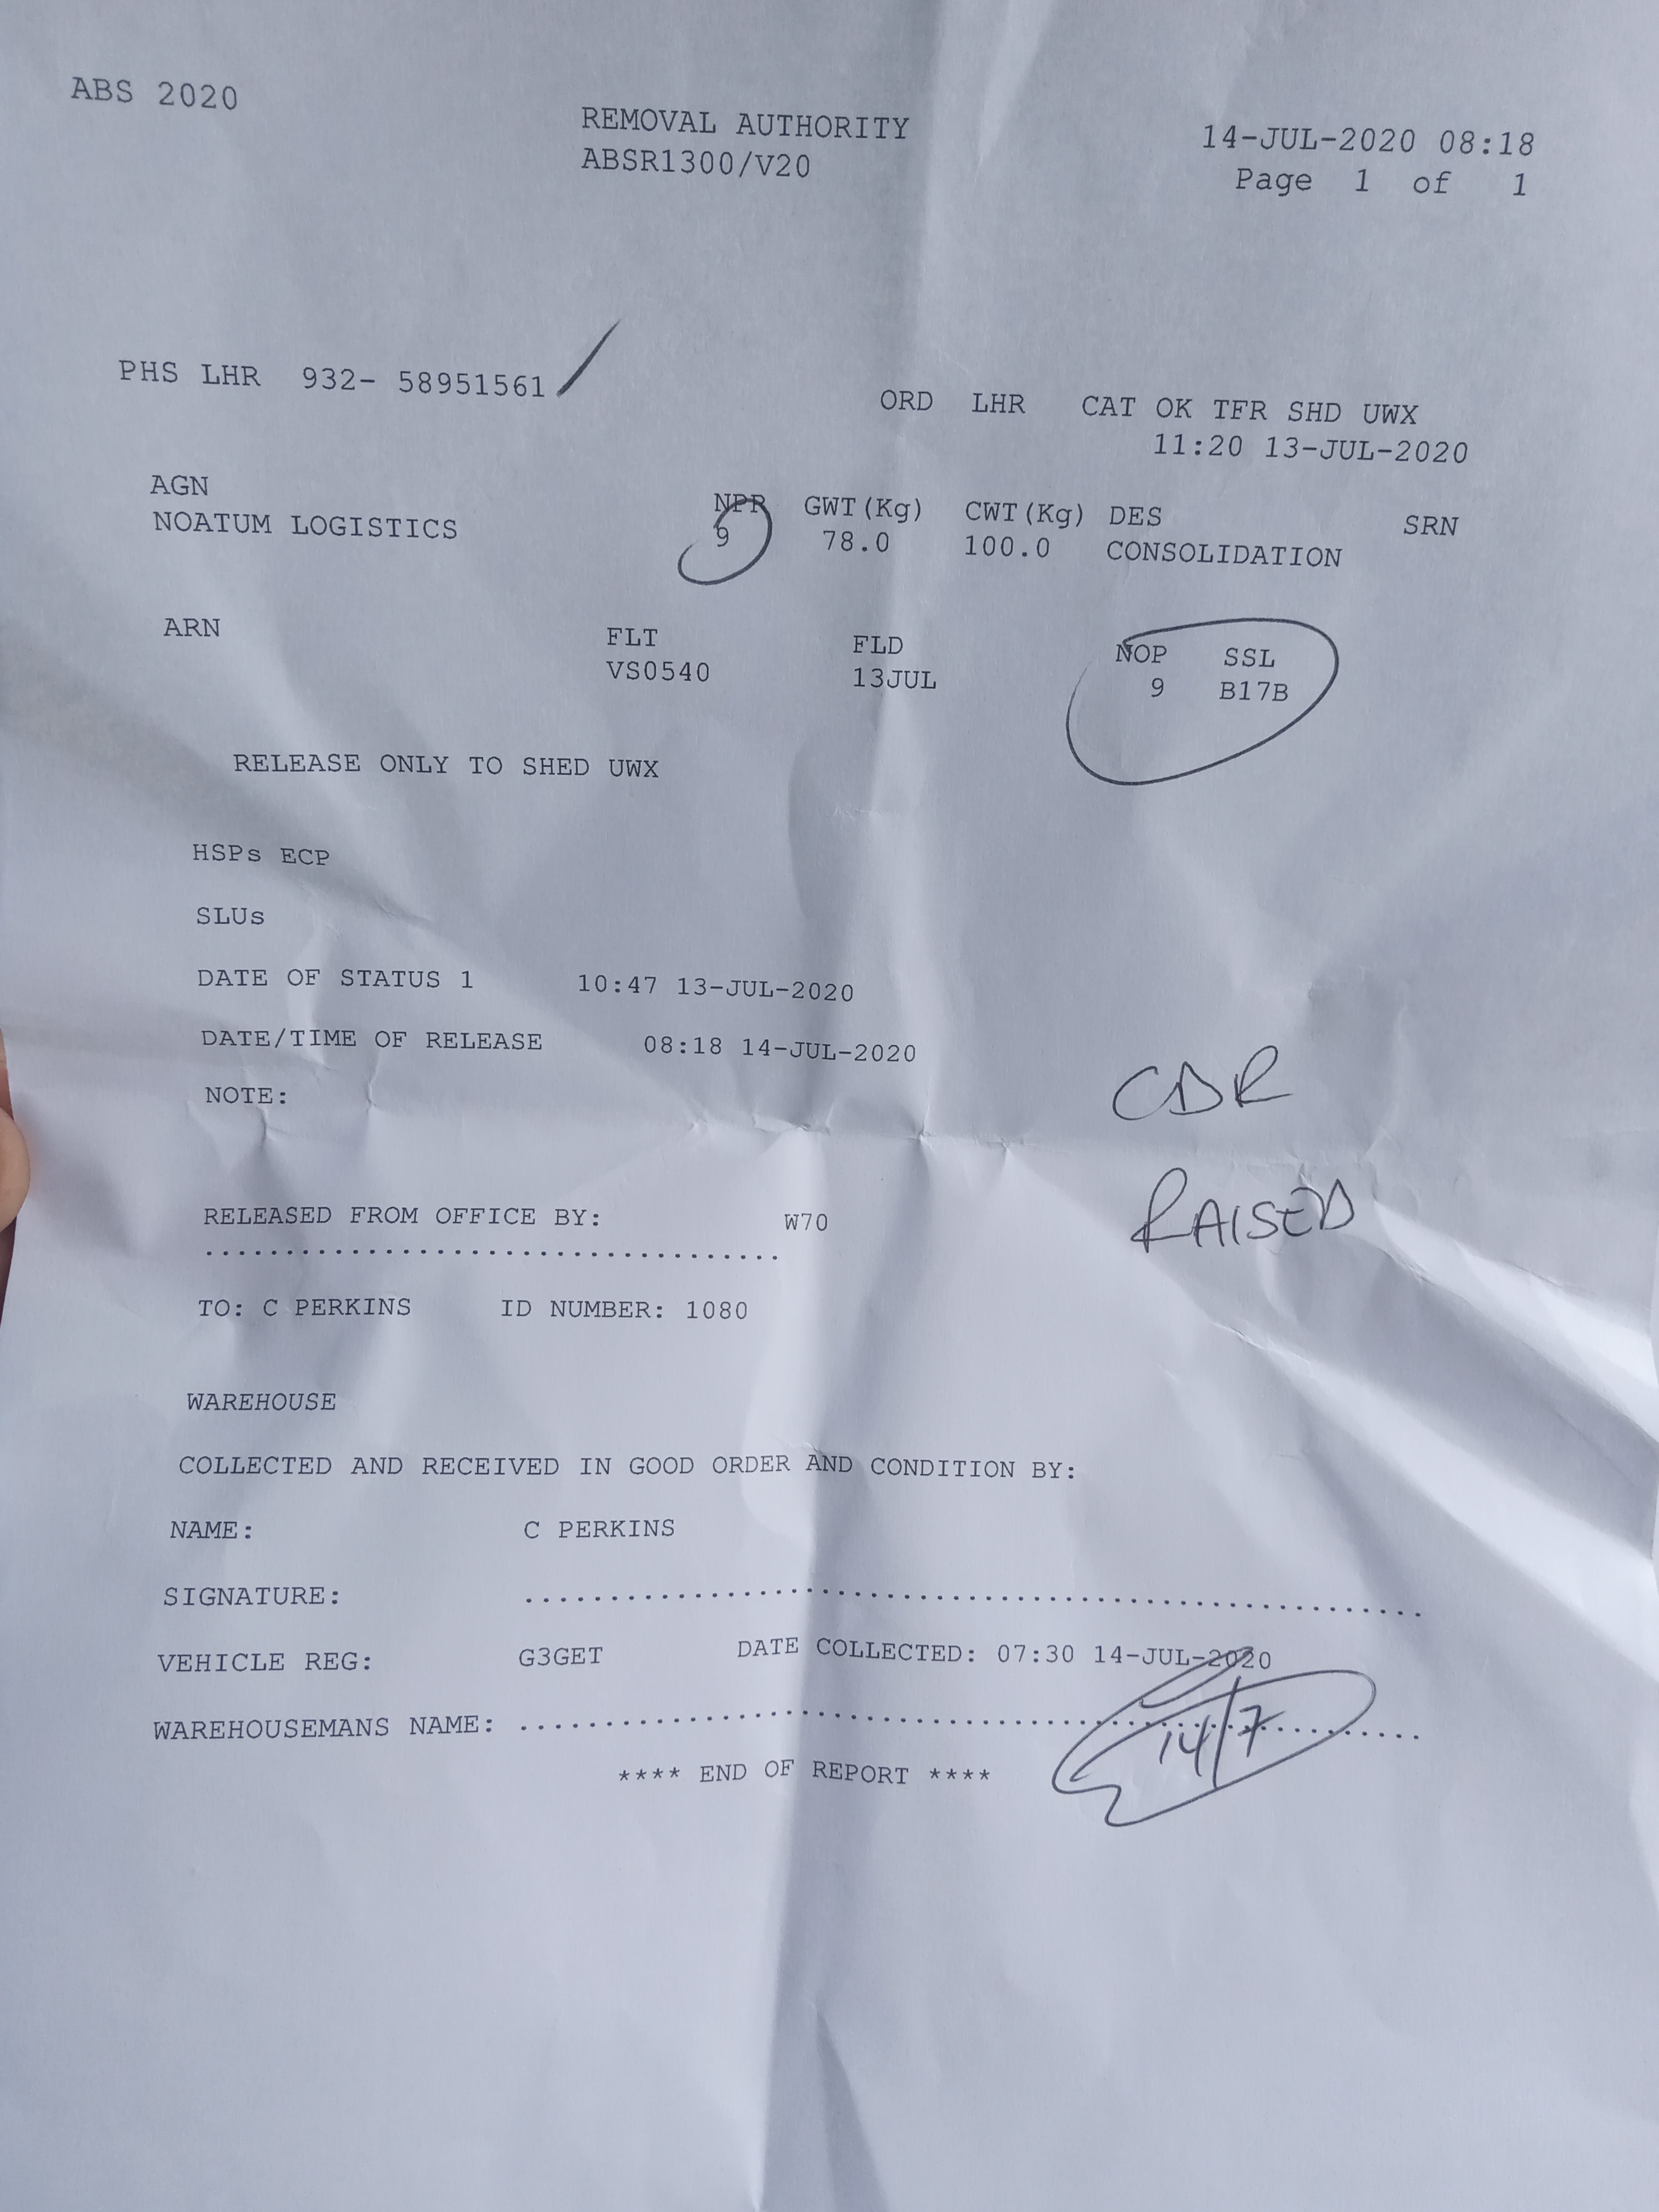 ABS 2020
REMOVAL AUTHORITY
ABSR1300/V20
14-JUL-2020 08:18
Page 1 of 1
PHS LHR 932- 58951561
ORD LHR CAT OK TFR SHD UWX
11:20 13-JUL-2020
AGN NPR GWT(Kg) CWT(Kg) DES SRN
NOATUM LOGISTICS 9 78.0 100.0 CONSOLIDATION
ARN FLT FLD NOP SSL
VS0540 13JUL 9 B17B
RELEASE ONLY TO SHED UWX
HSPs ECP
SLUs
DATE OF STATUS 1 10:47 13-JUL-2020
DATE/TIME OF RELEASE 08:18 14-JUL-2020
NOTE:
CDR
RAISED
RELEASED FROM OFFICE BY: W70
....................................
TO: C PERKINS ID NUMBER: 1080
WAREHOUSE
COLLECTED AND RECEIVED IN GOOD ORDER AND CONDITION BY:
NAME: C PERKINS
SIGNATURE: ................................................
VEHICLE REG: G3GET DATE COLLECTED: 07:30 14-JUL-2020
WAREHOUSEMANS NAME: ................................................
14/7
**** END OF REPORT ****